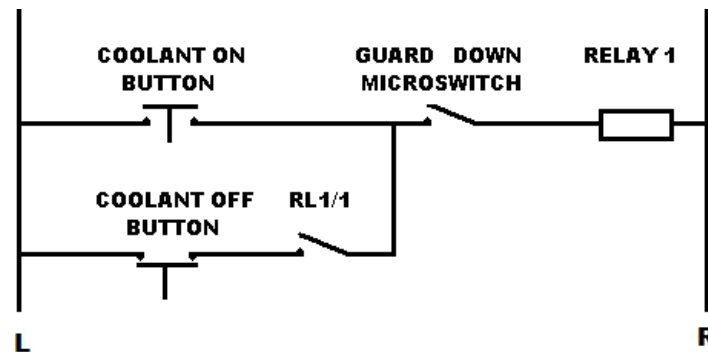 COOLANT ON
BUTTON
GUARD DOWN
MICROSWITCH
RELAY 1
COOLANT OFF
BUTTON
RL1/1
L
R